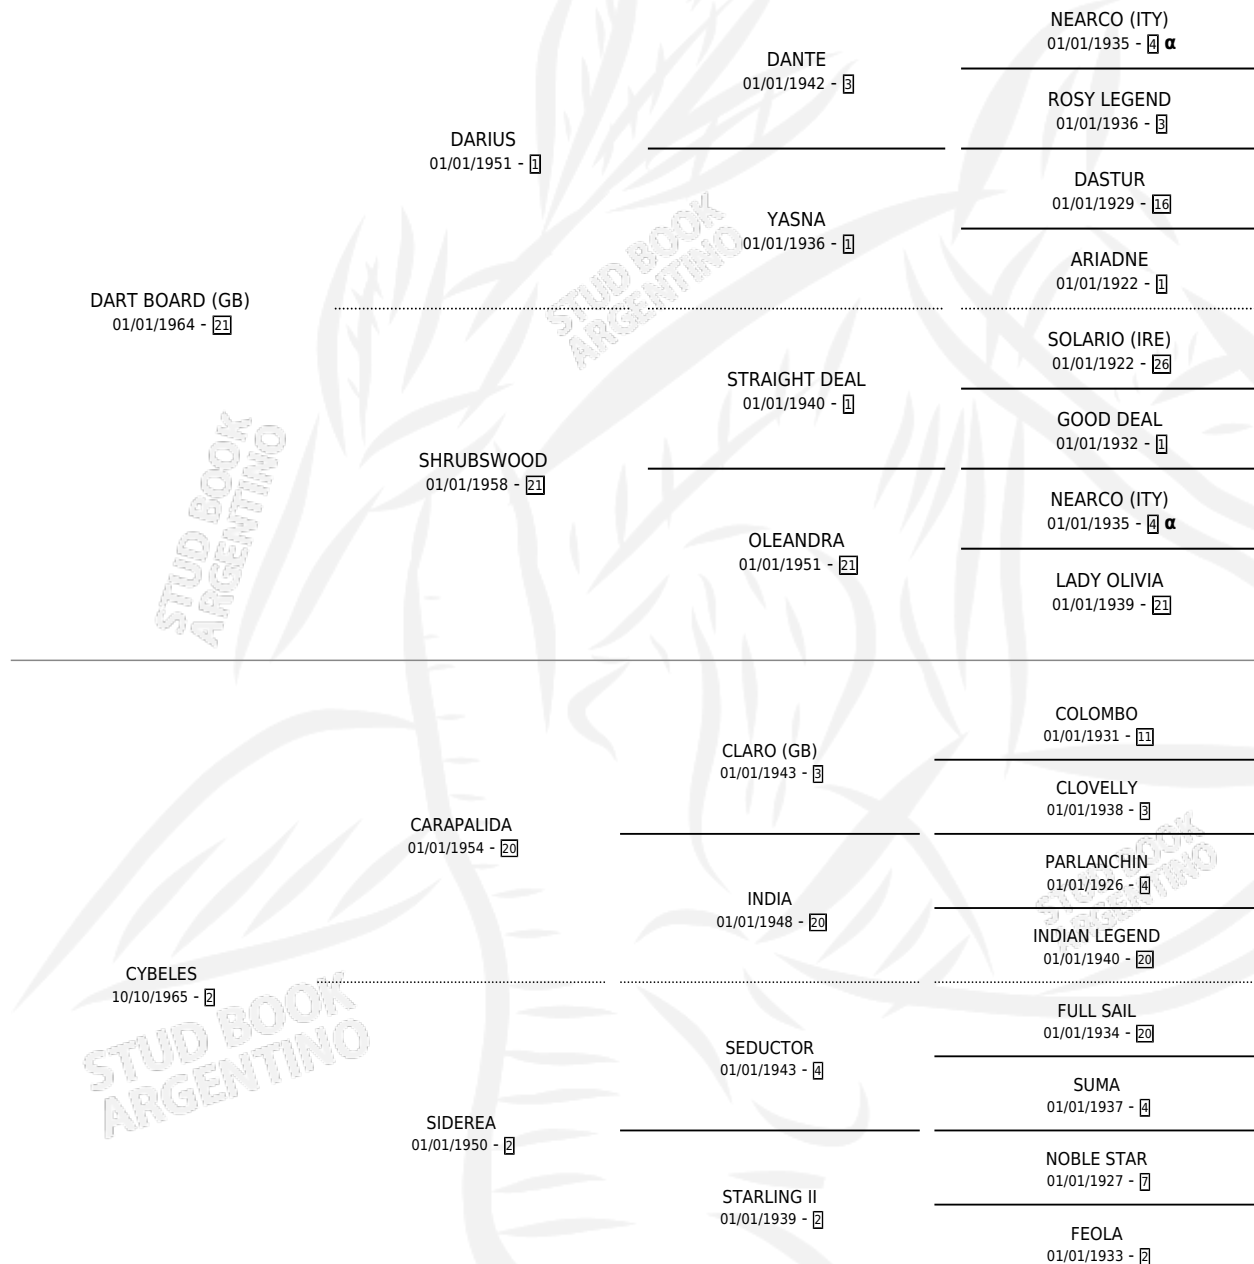 NEARCO (ITY)
01/01/1935 - 4 α
DANTE
01/01/1942 - 3
ROSY LEGEND
01/01/1936 - 3
DARIUS
01/01/1951 - 1
DASTUR
01/01/1929 - 16
YASNA
01/01/1936 - 1
ARIADNE
01/01/1922 - 1
DART BOARD (GB)
01/01/1964 - 21
SOLARIO (IRE)
01/01/1922 - 26
STRAIGHT DEAL
01/01/1940 - 1
GOOD DEAL
01/01/1932 - 1
SHRUBSWOOD
01/01/1958 - 21
NEARCO (ITY)
01/01/1935 - 4 α
OLEANDRA
01/01/1951 - 21
LADY OLIVIA
01/01/1939 - 21
COLOMBO
01/01/1931 - 11
CLARO (GB)
01/01/1943 - 3
CLOVELLY
01/01/1938 - 3
CARAPALIDA
01/01/1954 - 20
PARLANCHIN
01/01/1926 - 4
INDIA
01/01/1948 - 20
INDIAN LEGEND
01/01/1940 - 20
CYBELES
10/10/1965 - 2
FULL SAIL
01/01/1934 - 20
SEDUCTOR
01/01/1943 - 4
SUMA
01/01/1937 - 4
SIDEREA
01/01/1950 - 2
NOBLE STAR
01/01/1927 - 7
STARLING II
01/01/1939 - 2
FEOLA
01/01/1933 - 2
STUD BOOK
ARGENTINO
STUD BOOK
ARGENTINO
STUD BOOK
ARGENTINO
STUD BOOK
ARGENTINO